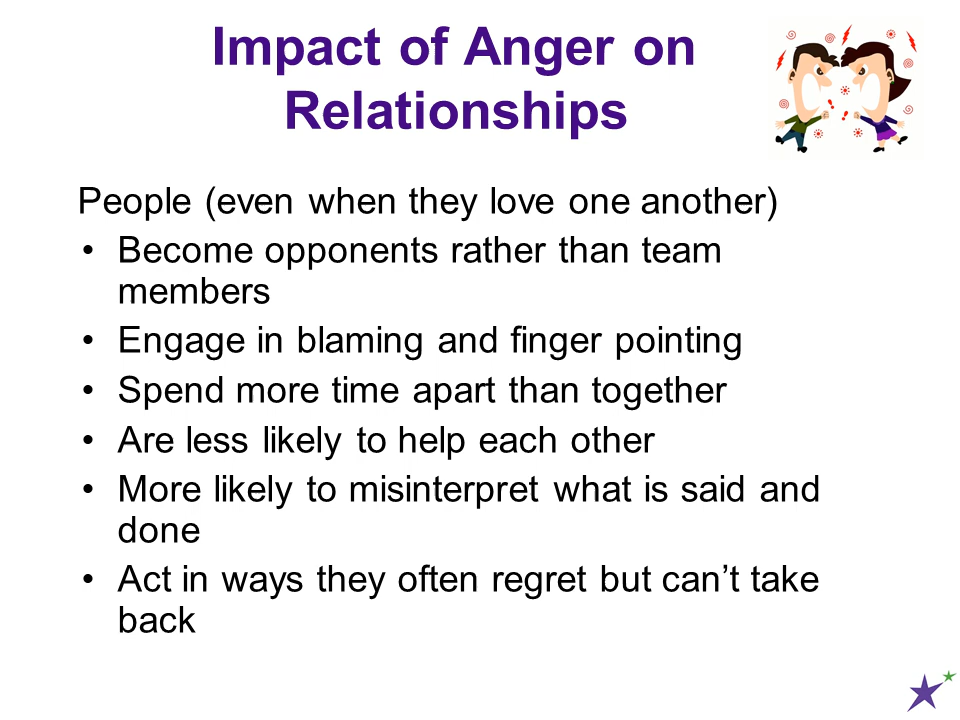 Impact of Anger on
Relationships
People (even when they love one another)
• Become opponents rather than team
members
• Engage in blaming and finger pointing
• Spend more time apart than together
• Are less likely to help each other
• More likely to misinterpret what is said and
done
• Act in ways they often regret but can’t take
back